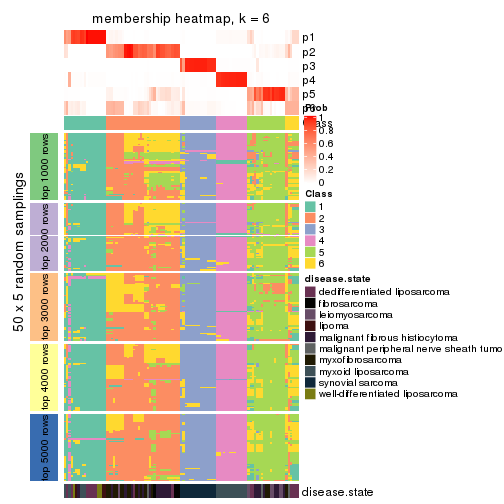 membership heatmap, k = 6
p1
p2
p3
p4
p5
Prob
Class
0.8
0.6
0.4
0.2
0
Class
1
2
3
4
5
6
disease.state
dedifferentiated liposarcoma
fibrosarcoma
leiomyosarcoma
lipoma
malignant fibrous histiocytoma
malignant peripheral nerve sheath tumo
myxofibrosarcoma
myxoid liposarcoma
synovial sarcoma
well-differentiated liposarcoma
50 x 5 random samplings
top 1000 rows
top 2000 rows
top 3000 rows
top 4000 rows
top 5000 rows
disease.state